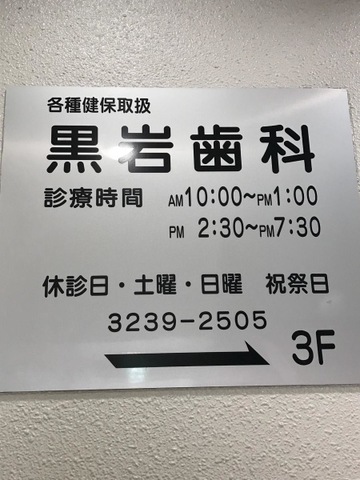 各種健保取扱
黒岩歯科
診療時間 AM10:00~PM1:00
PM 2:30~PM7:30
休診日・土曜・日曜 祝祭日
3239-2505
3F